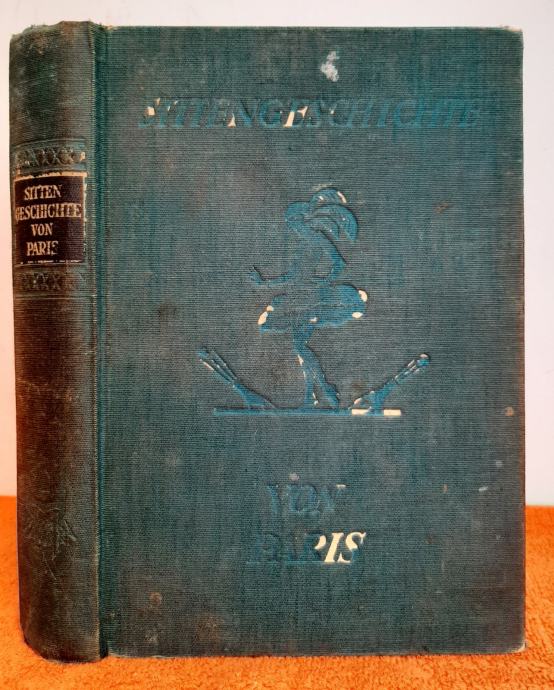 SITTEN
GESCHICHTE
VON
PARIS
SITTENGESCHICHTE
VON
PARIS